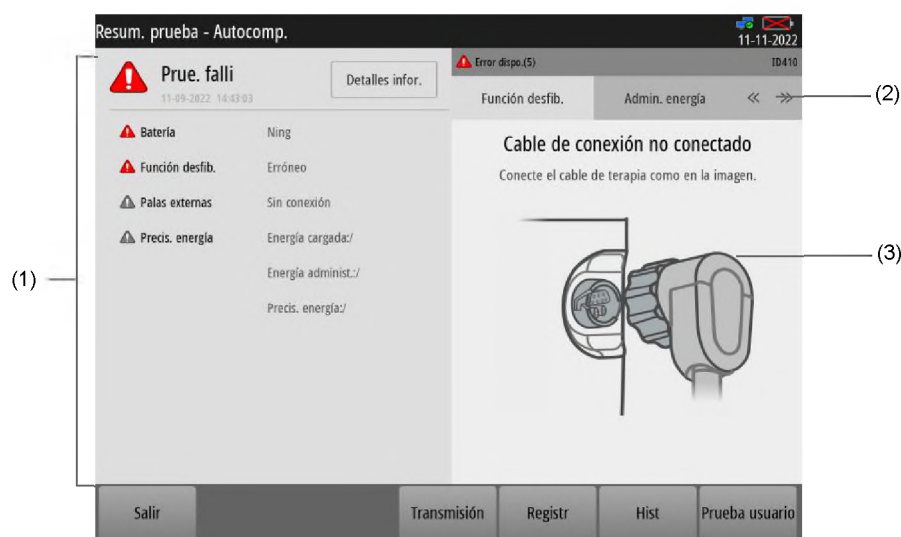 Resum. prueba - Autocomp.
11-11-2022
Prue. falli
11-09-2022 14:43:03
Detalles infor.
Batería Ning
Función desfib. Erróneo
Palas externas Sin conexión
Precis. energía Energía cargada:/
Energía administ.:/
Precis. energía:/
Error dispo.(5) ID410
Función desfib. Admin. energía
Cable de conexión no conectado
Conecte el cable de terapia como en la imagen.
Salir Transmisión Registr Hist Prueba usuario
(1)
(2)
(3)